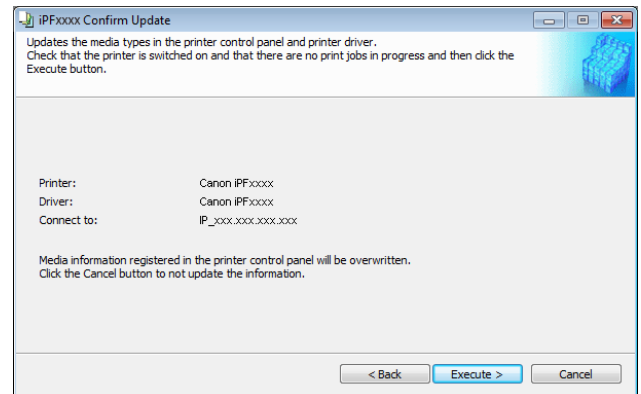 iPFxxxx Confirm Update
Updates the media types in the printer control panel and printer driver.
Check that the printer is switched on and that there are no print jobs in progress and then click the
Execute button.
Printer: Canon iPFxxxx
Driver: Canon iPFxxxx
Connect to: IP_xxx.xxx.xxx.xxx
Media information registered in the printer control panel will be overwritten.
Click the Cancel button to not update the information.
< Back Execute > Cancel